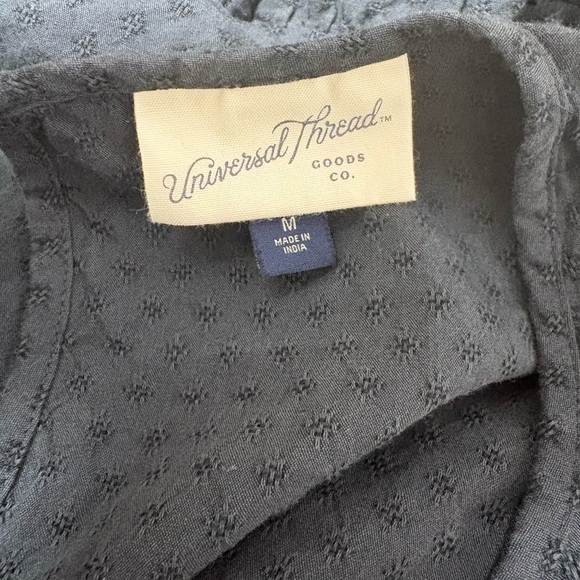 Universal Thread™
GOODS
CO.
M
MADE IN
INDIA